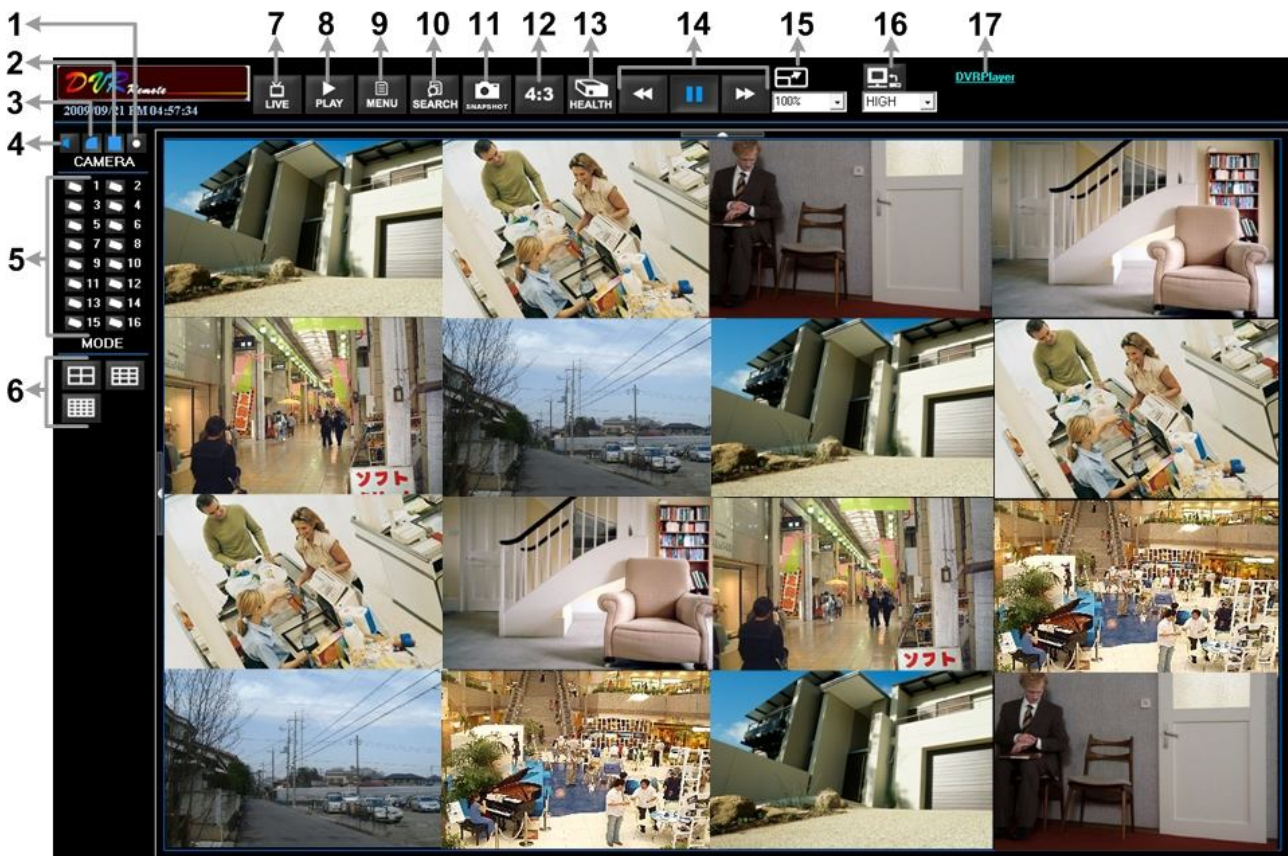 1
7 8 9 10 11 12 13 14 15 16 17
2
DVR Remote
LIVE PLAY MENU SEARCH SNAPSHOT 4:3 HEALTH
100% HIGH
DVRPlayer
3
2009/09/21 PM 04:57:34
4
CAMERA
1 2
3 4
5 6
5
7 8
9 10
11 12
13 14
15 16
MODE
6
ソフト
ソフト